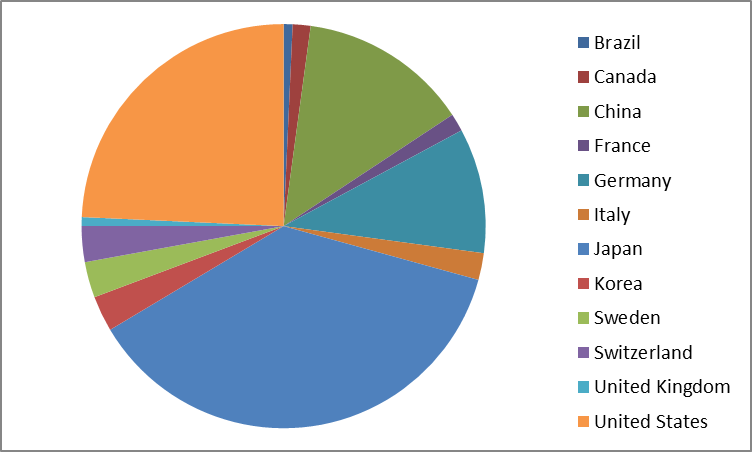 Brazil
Canada
China
France
Germany
Italy
Japan
Korea
Sweden
Switzerland
United Kingdom
United States